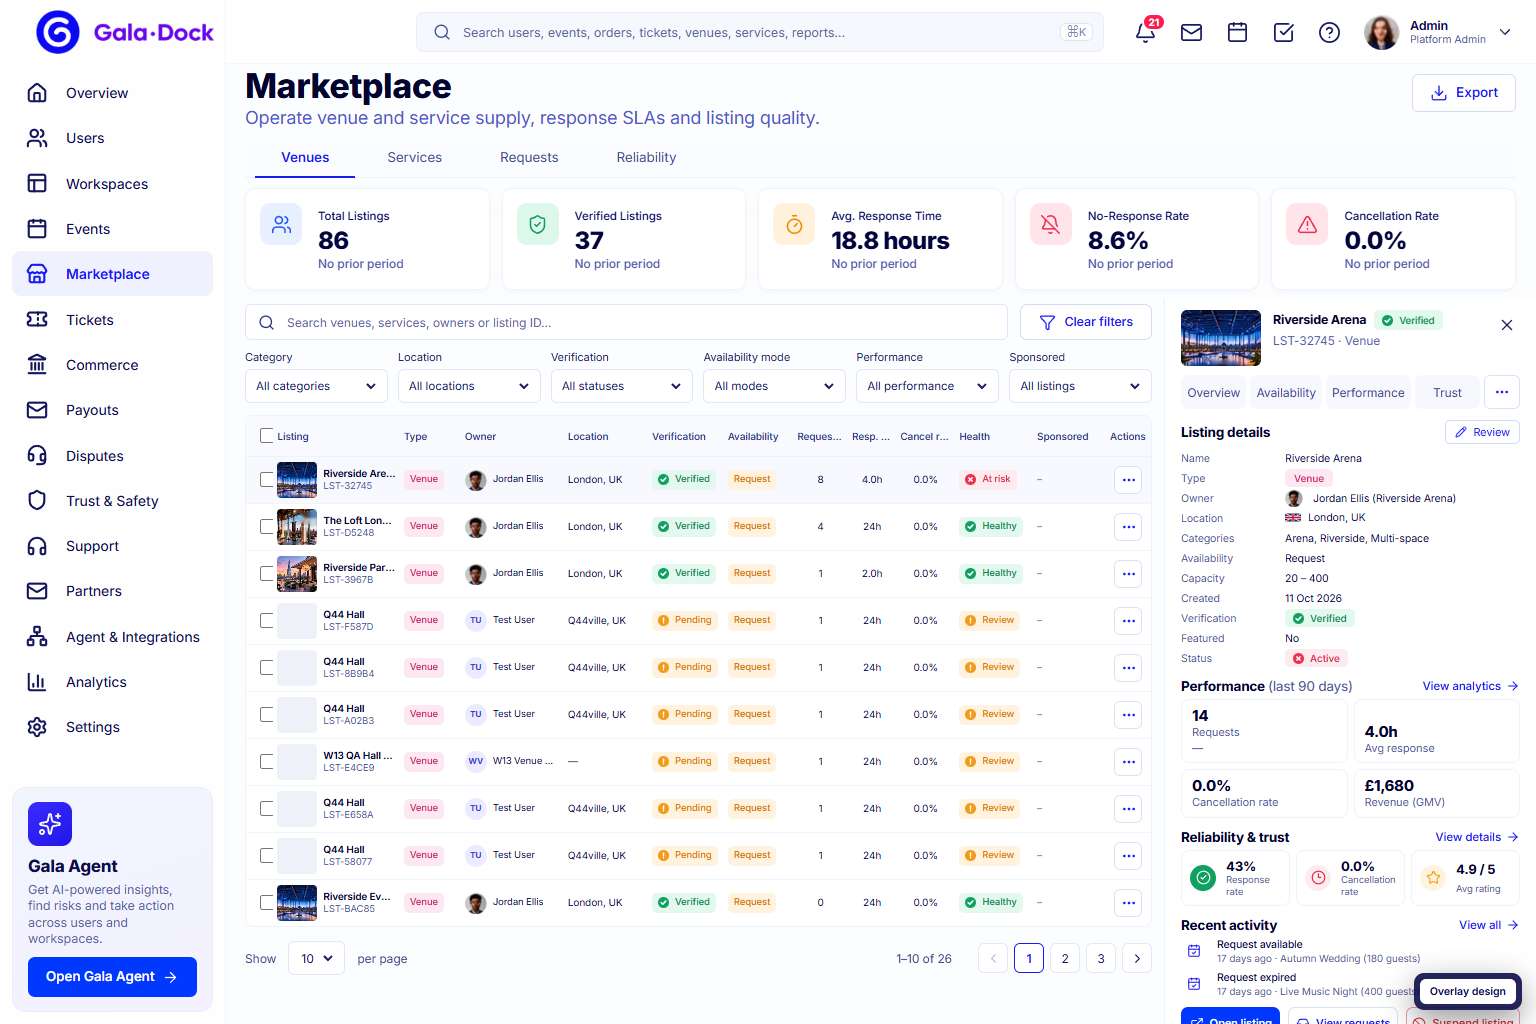 Gala·Dock
Search users, events, orders, tickets, venues, services, reports...
⌘K
21
Admin
Platform Admin
Overview
Users
Workspaces
Events
Marketplace
Tickets
Commerce
Payouts
Disputes
Trust & Safety
Support
Partners
Agent & Integrations
Analytics
Settings
Gala Agent
Get AI-powered insights,
find risks and take action
across users and
workspaces.
Open Gala Agent
Marketplace
Operate venue and service supply, response SLAs and listing quality.
Export
Venues Services Requests Reliability
Total Listings
86
No prior period
Verified Listings
37
No prior period
Avg. Response Time
18.8 hours
No prior period
No-Response Rate
8.6%
No prior period
Cancellation Rate
0.0%
No prior period
Search venues, services, owners or listing ID...
Clear filters
Category Location Verification Availability mode Performance Sponsored
All categories All locations All statuses All modes All performance All listings
Listing Type Owner Location Verification Availability Reques... Resp. ... Cancel r... Health Sponsored Actions
Riverside Are... LST-32745 Venue Jordan Ellis London, UK Verified Request 8 4.0h 0.0% At risk –
The Loft Lon... LST-D5248 Venue Jordan Ellis London, UK Verified Request 4 24h 0.0% Healthy –
Riverside Par... LST-3967B Venue Jordan Ellis London, UK Verified Request 1 2.0h 0.0% Healthy –
Q44 Hall LST-F587D Venue TU Test User Q44ville, UK Pending Request 1 24h 0.0% Review –
Q44 Hall LST-8B9B4 Venue TU Test User Q44ville, UK Pending Request 1 24h 0.0% Review –
Q44 Hall LST-A02B3 Venue TU Test User Q44ville, UK Pending Request 1 24h 0.0% Review –
W13 QA Hall ... LST-E4CE9 Venue WV W13 Venue ... — Pending Request 1 24h 0.0% Review –
Q44 Hall LST-E658A Venue TU Test User Q44ville, UK Pending Request 1 24h 0.0% Review –
Q44 Hall LST-58077 Venue TU Test User Q44ville, UK Pending Request 1 24h 0.0% Review –
Riverside Ev... LST-BAC85 Venue Jordan Ellis London, UK Verified Request 0 24h 0.0% Healthy –
Show 10 per page
1–10 of 26
1 2 3
Riverside Arena Verified
LST-32745 · Venue
Overview Availability Performance Trust
Listing details
Review
Name Riverside Arena
Type Venue
Owner Jordan Ellis (Riverside Arena)
Location London, UK
Categories Arena, Riverside, Multi-space
Availability Request
Capacity 20 – 400
Created 11 Oct 2026
Verification Verified
Featured No
Status Active
Performance (last 90 days)
View analytics
14
Requests
—
4.0h
Avg response
0.0%
Cancellation rate
£1,680
Revenue (GMV)
Reliability & trust
View details
43%
Response
rate
0.0%
Cancellation
rate
4.9 / 5
Avg rating
Recent activity
View all
Request available
17 days ago · Autumn Wedding (180 guests)
Request expired
17 days ago · Live Music Night (400 guests
Overlay design
Open listing View requests Suspend listing